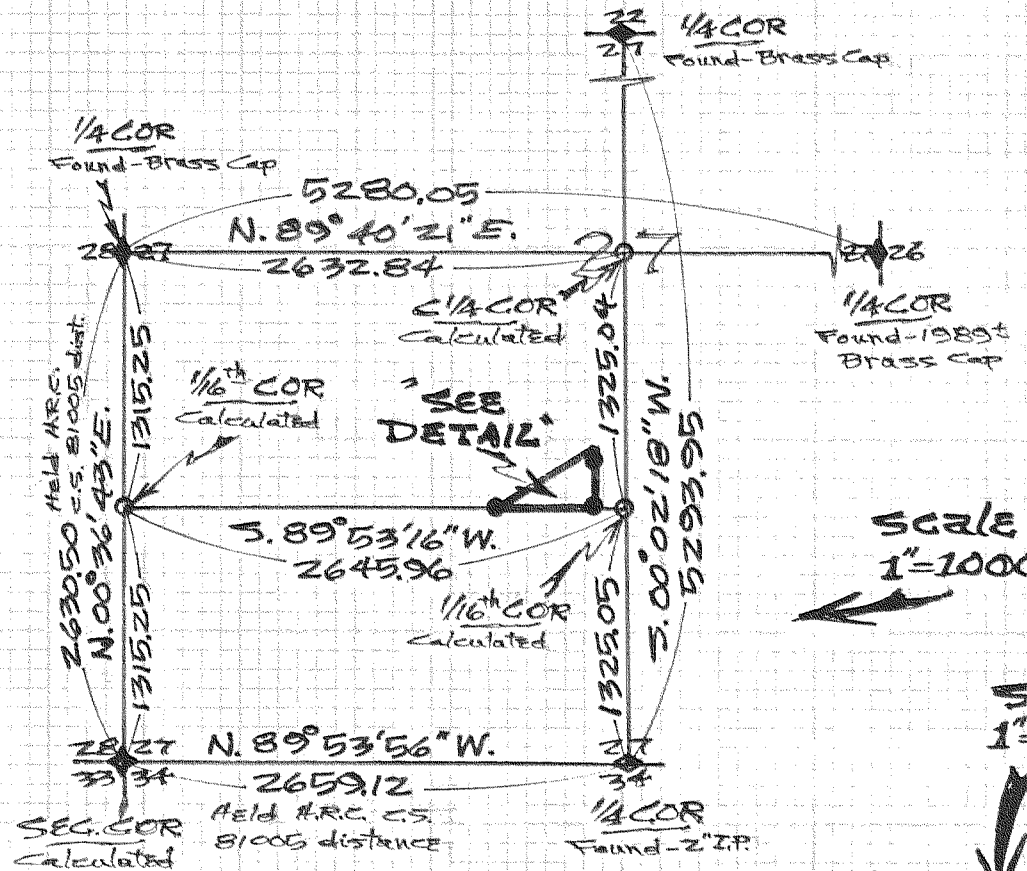 22
27
1/4 COR
Found-Brass Cap
1/4 COR
Found-Brass Cap
5280.05
N. 89° 40' 21" E.
2632.84
28 27
27
27 26
C 1/4 COR
Calculated
1/4 COR
Found-1989±
Brass Cap
Held H.R.C.
C.S. 81005 dist.
2630.50
N. 00° 36' 43" E.
1315.25
1325.04
1/16th COR
Calculated
"SEE
DETAIL"
S. 00° 02' 18" W.
5293.95
S. 89° 53' 16" W.
2645.96
Scale
1/16th COR
Calculated
1315.25
1325.05
28 27
33 34
N. 89° 53' 56" W.
2659.12
Held H.R.C. C.S.
81005 distance
27
34
1/4 COR
Found-2" I.P.
SEC. COR
Calculated